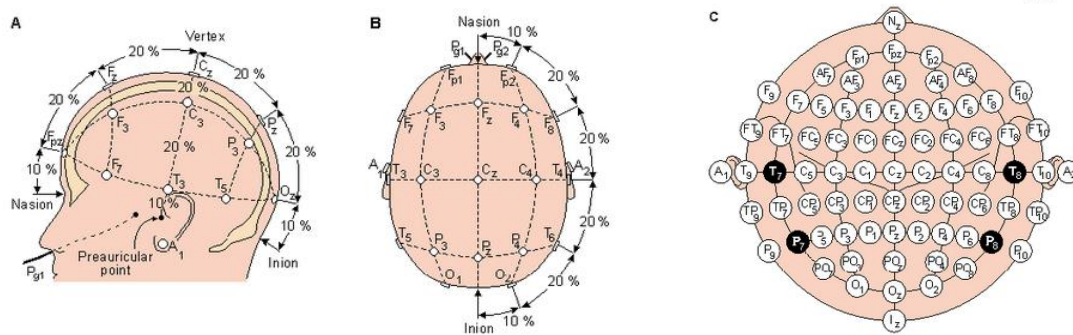 A
B
C
20 %
Vertex
20 %
Fz
Cz
20 %
20 %
20 %
F3
C3
Pz
Fpz
P3
20 %
F7
20 %
10 %
T3
T5
Oz
Nasion
10 %
10 %
A1
Preauricular
point
Inion
Pg1
Nasion
10 %
Pg1
Pg2
Fp1
Fp2
20 %
F7
F3
Fz
F4
F8
20 %
A1
T3
C3
Cz
C4
T4
A2
20 %
T5
P3
Pz
P4
T6
20 %
O1
O2
Inion
10 %
Nz
Fp1
Fpz
Fp2
AF7
AF3
AFz
AF4
AF8
F9
F7
F5
F3
F1
Fz
F2
F4
F6
F8
F10
FT9
FT7
FC5
FC3
FC1
FCz
FC2
FC4
FC6
FT8
FT10
A1
T9
T7
C5
C3
C1
Cz
C2
C4
C6
T8
T10
TP9
TP7
CP5
CP3
CP1
CPz
CP2
CP4
CP6
TP8
TP10
P9
P7
P3
P1
Pz
P2
P4
P6
P8
P10
PO7
PO3
POz
PO4
PO8
O1
Oz
O2
Iz